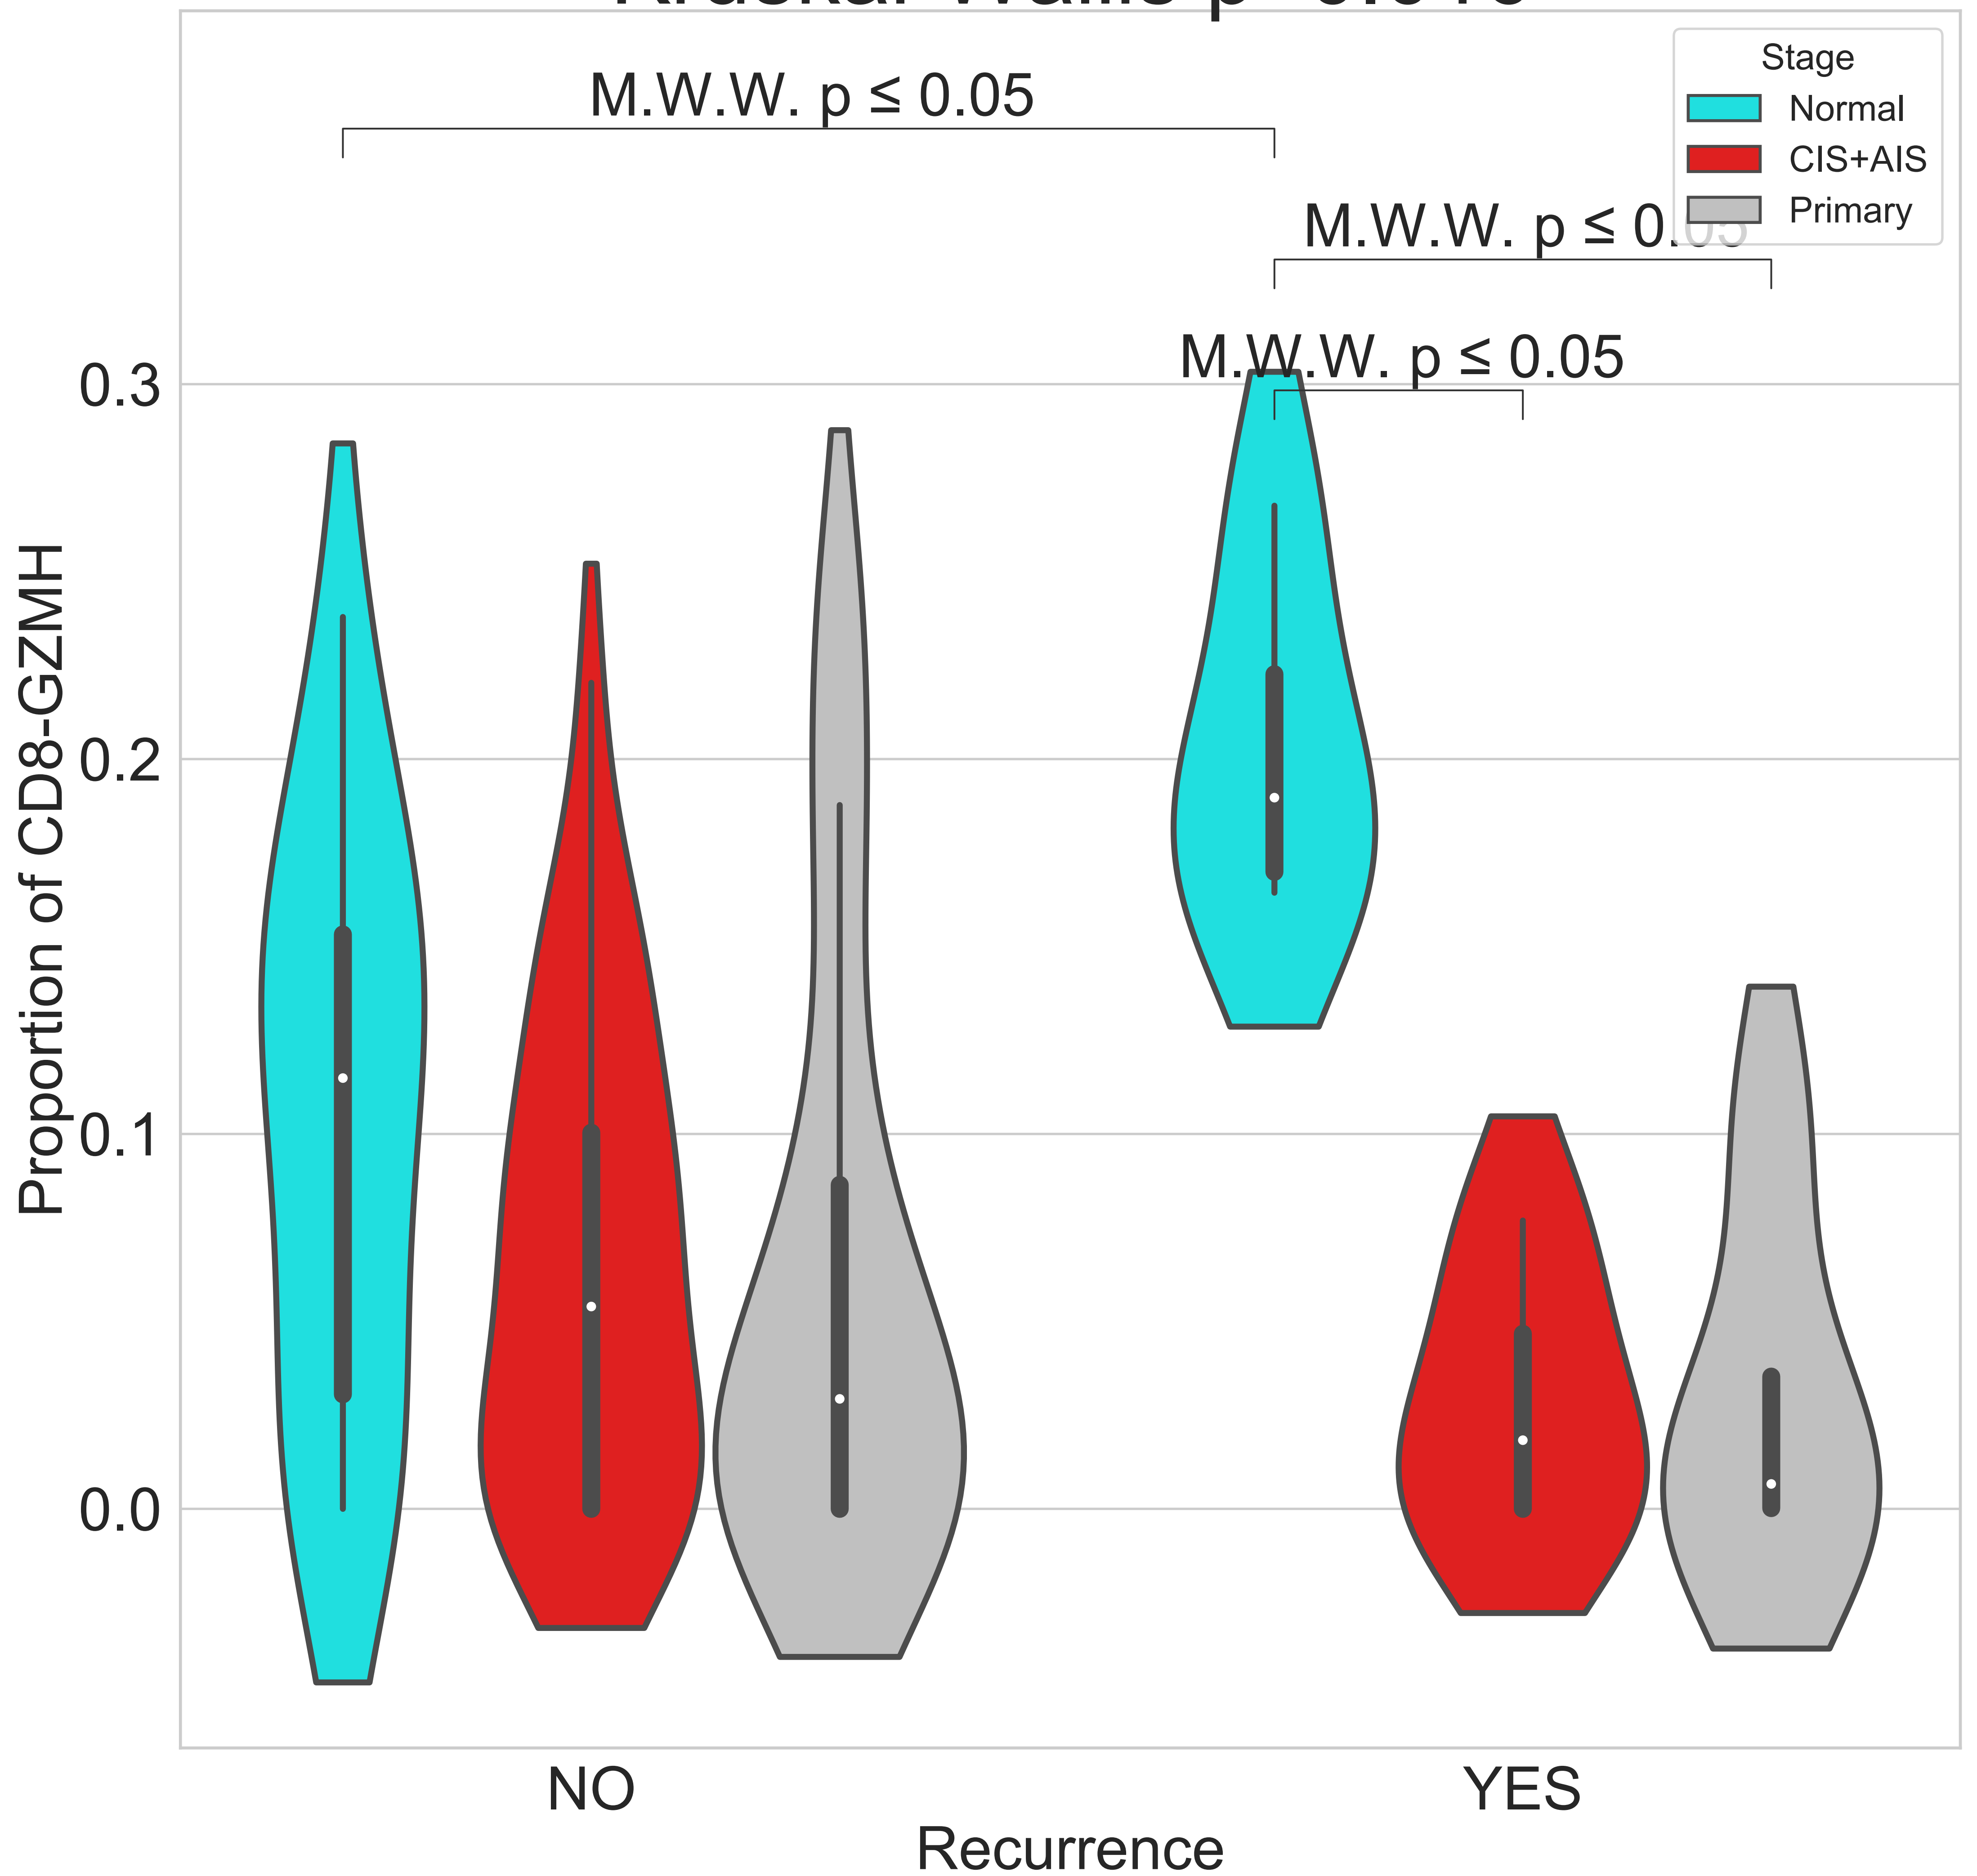 M.W.W. p ≤ 0.05
Stage
Normal
CIS+AIS
Primary
M.W.W. p ≤ 0.05
M.W.W. p ≤ 0.05
0.3
0.2
0.1
0.0
Proportion of CD8-GZMH
NO
YES
Recurrence